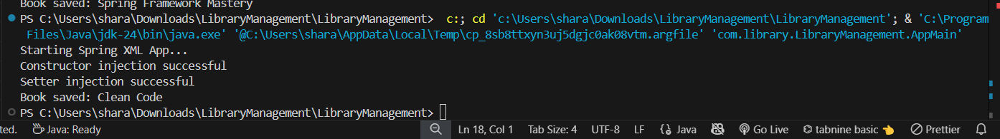 Book saved: Spring Framework Mastery
PS C:\Users\shara\Downloads\LibraryManagement\LibraryManagement>  c:; cd 'c:\Users\shara\Downloads\LibraryManagement\LibraryManagement'; & 'C:\Program
Files\Java\jdk-24\bin\java.exe' '@C:\Users\shara\AppData\Local\Temp\cp_8sb8ttxyn3uj5dgjc0ak08vtm.argfile' 'com.library.LibraryManagement.AppMain'
Starting Spring XML App...
Constructor injection successful
Setter injection successful
Book saved: Clean Code
PS C:\Users\shara\Downloads\LibraryManagement\LibraryManagement>
ted. Java: Ready Ln 18, Col 1 Tab Size: 4 UTF-8 LF {} Java Go Live tabnine basic Prettier